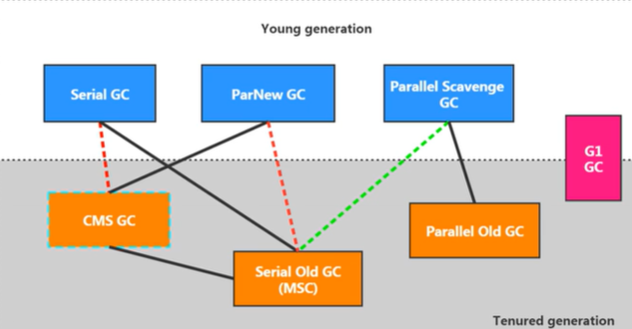 Young generation
Serial GC
ParNew GC
Parallel Scavenge
GC
G1
GC
CMS GC
Parallel Old GC
Serial Old GC
(MSC)
Tenured generation